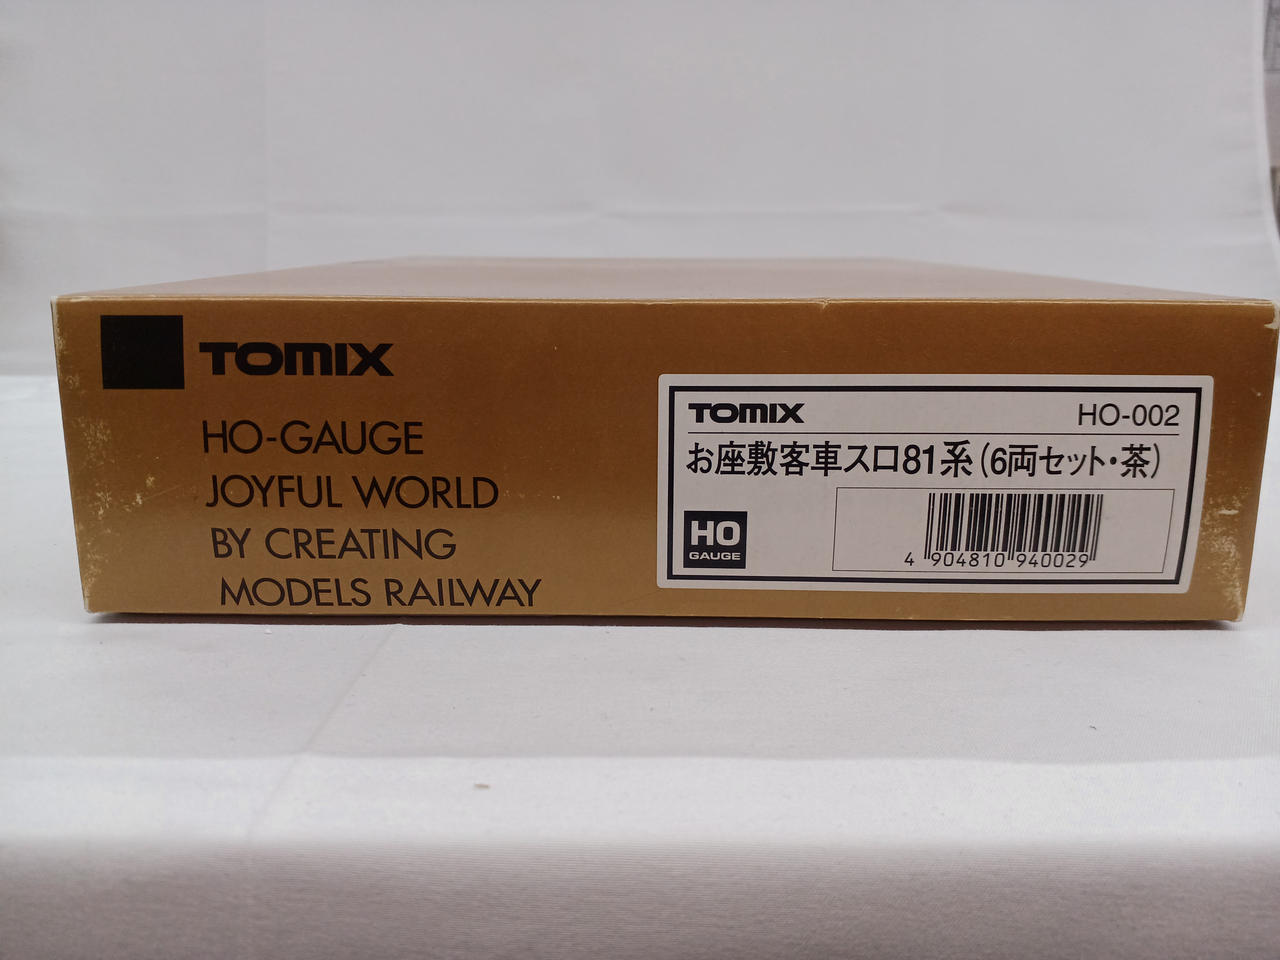 TOMIX
HO-GAUGE
JOYFUL WORLD
BY CREATING
MODELS RAILWAY
TOMIX HO-002
お座敷客車スロ81系(6両セット・茶)
HO
GAUGE
4 904810 940029